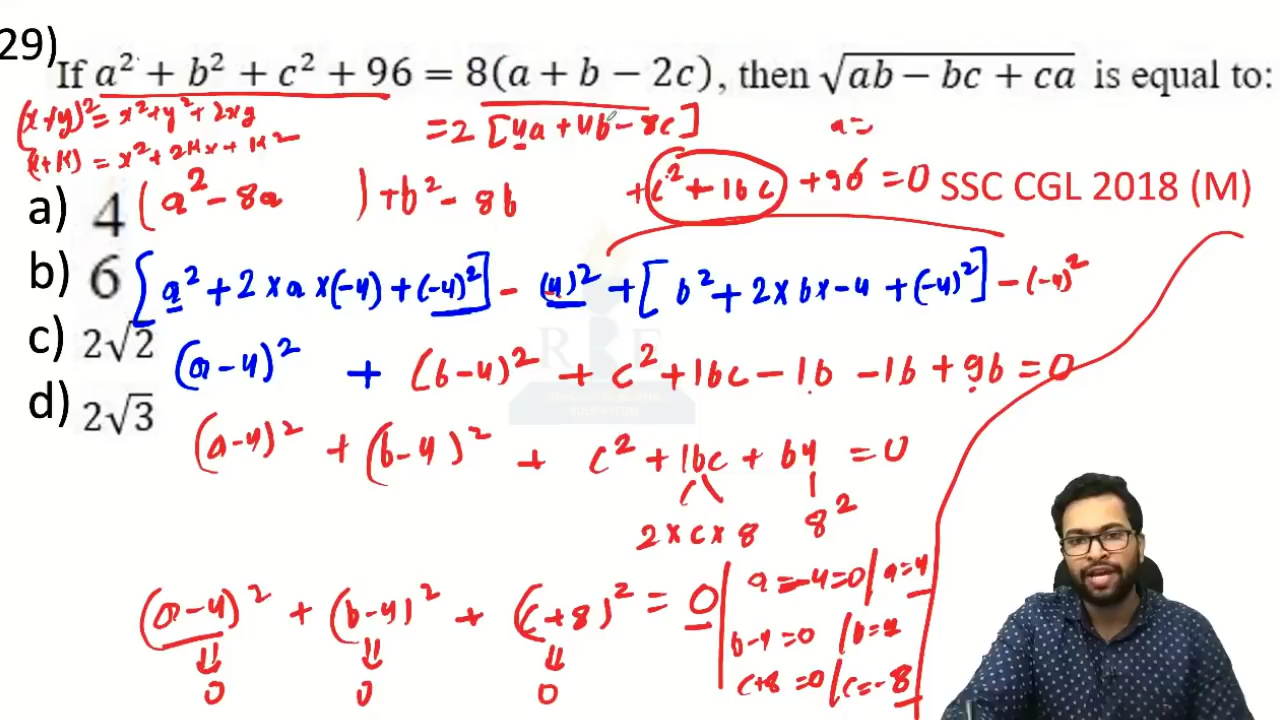 29)
If a² + b² + c² + 96 = 8(a + b − 2c), then √(ab − bc + ca) is equal to:
(x+y)² = x²+y²+2xy
(x+k) = x²+2kx+k²
=2 [4a+4b−8c]
a=
a) 4
(a²−8a )+b²−8b +c²+16c +96=0
SSC CGL 2018 (M)
b) 6
[a²+2×a×(−4)+(−4)²] − (4)² + [b²+2×b×−4+(−4)²] −(−4)²
c) 2√2
(a−4)² + (b−4)² + c²+16c−16−16+96=0
d) 2√3
(a−4)² + (b−4)² + c²+16c+64=0
2×c×8 8²
(a−4)² + (b−4)² + (c+8)² = 0
0 0 0
a−4=0 / a=4
b−4=0 / b=4
c+8=0 / c=−8